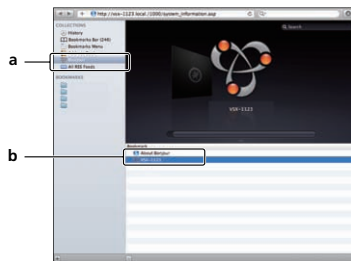 http://vsx-1123.local.:1000/system_information.asp
COLLECTIONS
History
Bookmarks Bar (246)
Bookmarks Menu
a
All RSS Feeds
BOOKMARKS
Search
VSX-1123
Bookmark
b
About Bonjour
VSX-1123